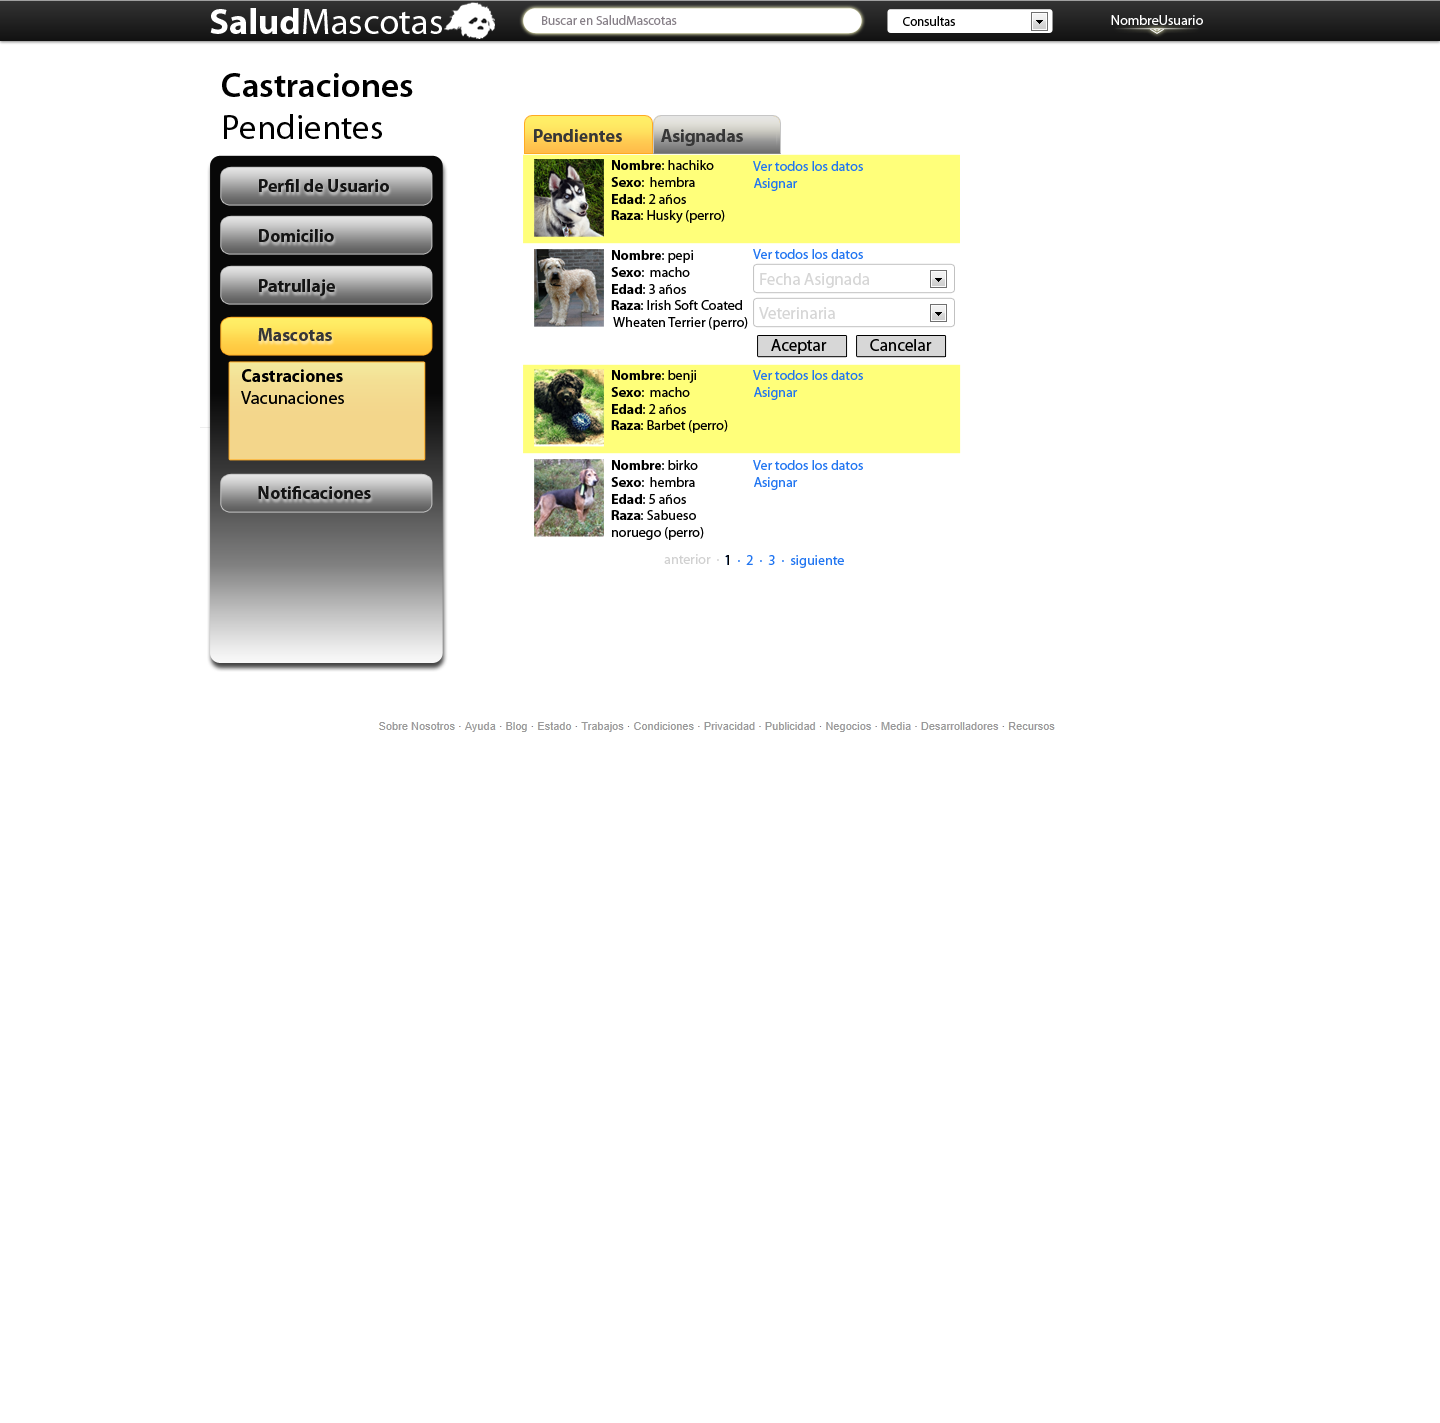 SaludMascotas
Buscar en SaludMascotas
Consultas
NombreUsuario
Castraciones
Pendientes
Perfil de Usuario
Domicilio
Patrullaje
Mascotas
Castraciones
Vacunaciones
Notificaciones
Pendientes
Asignadas
Nombre: hachiko
Sexo: hembra
Edad: 2 años
Raza: Husky (perro)
Ver todos los datos
Asignar
Nombre: pepi
Sexo: macho
Edad: 3 años
Raza: Irish Soft Coated
Wheaten Terrier (perro)
Ver todos los datos
Fecha Asignada
Veterinaria
Aceptar
Cancelar
Nombre: benji
Sexo: macho
Edad: 2 años
Raza: Barbet (perro)
Ver todos los datos
Asignar
Nombre: birko
Sexo: hembra
Edad: 5 años
Raza: Sabueso
noruego (perro)
Ver todos los datos
Asignar
anterior · 1 · 2 · 3 · siguiente
Sobre Nosotros · Ayuda · Blog · Estado · Trabajos · Condiciones · Privacidad · Publicidad · Negocios · Media · Desarrolladores · Recursos